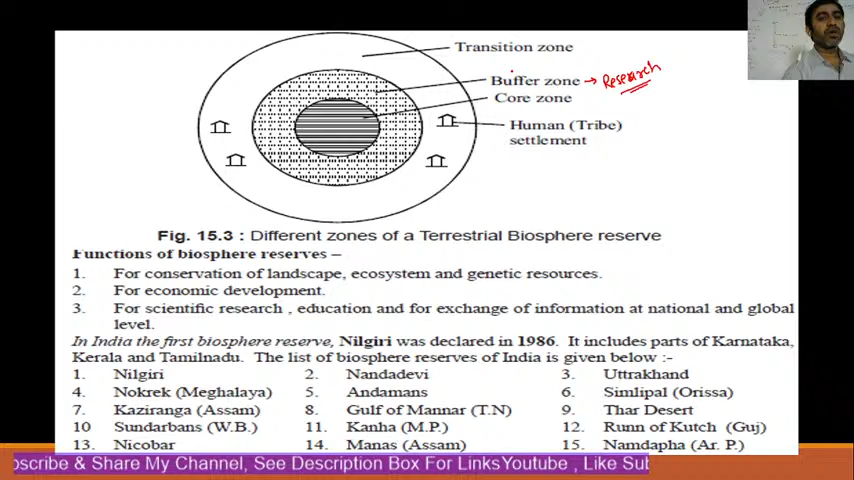 Transition zone
Buffer zone → Research
Core zone
Human (Tribe)
settlement
Fig. 15.3 : Different zones of a Terrestrial Biosphere reserve
Functions of biosphere reserves –
1. For conservation of landscape, ecosystem and genetic resources.
2. For economic development.
3. For scientific research , education and for exchange of information at national and global
level.
In India the first biosphere reserve, Nilgiri was declared in 1986. It includes parts of Karnataka,
Kerala and Tamilnadu. The list of biosphere reserves of India is given below :-
1. Nilgiri 2. Nandadevi 3. Uttrakhand
4. Nokrek (Meghalaya) 5. Andamans 6. Simlipal (Orissa)
7. Kaziranga (Assam) 8. Gulf of Mannar (T.N) 9. Thar Desert
10 Sundarbans (W.B.) 11. Kanha (M.P.) 12. Runn of Kutch (Guj)
13. Nicobar 14. Manas (Assam) 15. Namdapha (Ar. P.)
oscribe & Share My Channel, See Description Box For LinksYoutube , Like Sub